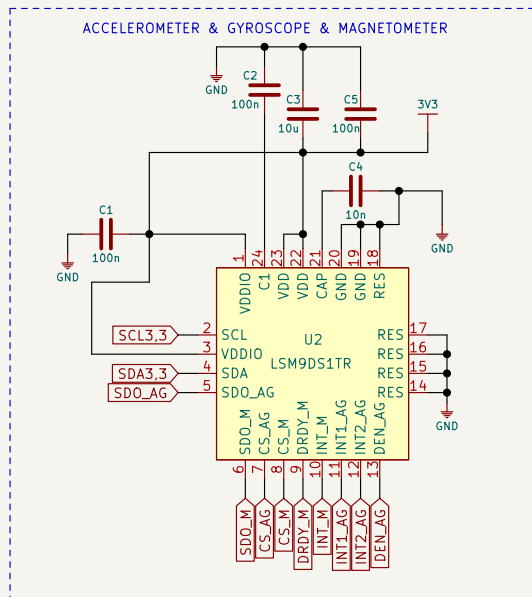 ACCELEROMETER & GYROSCOPE & MAGNETOMETER
GND
C2
100n
C3
10u
C5
100n
3V3
C4
10n
GND
C1
100n
GND
1
24
23
22
21
20
19
18
VDDIO
C1
VDD
VDD
CAP
GND
GND
RES
U2
LSM9DS1TR
SCL3,3
2
SCL
3
VDDIO
SDA3,3
4
SDA
SDO_AG
5
SDO_AG
RES
17
RES
16
RES
15
RES
14
GND
SDO_M
CS_AG
CS_M
DRDY_M
INT_M
INT1_AG
INT2_AG
DEN_AG
6
7
8
9
10
11
12
13
SDO_M
CS_AG
CS_M
DRDY_M
INT_M
INT1_AG
INT2_AG
DEN_AG